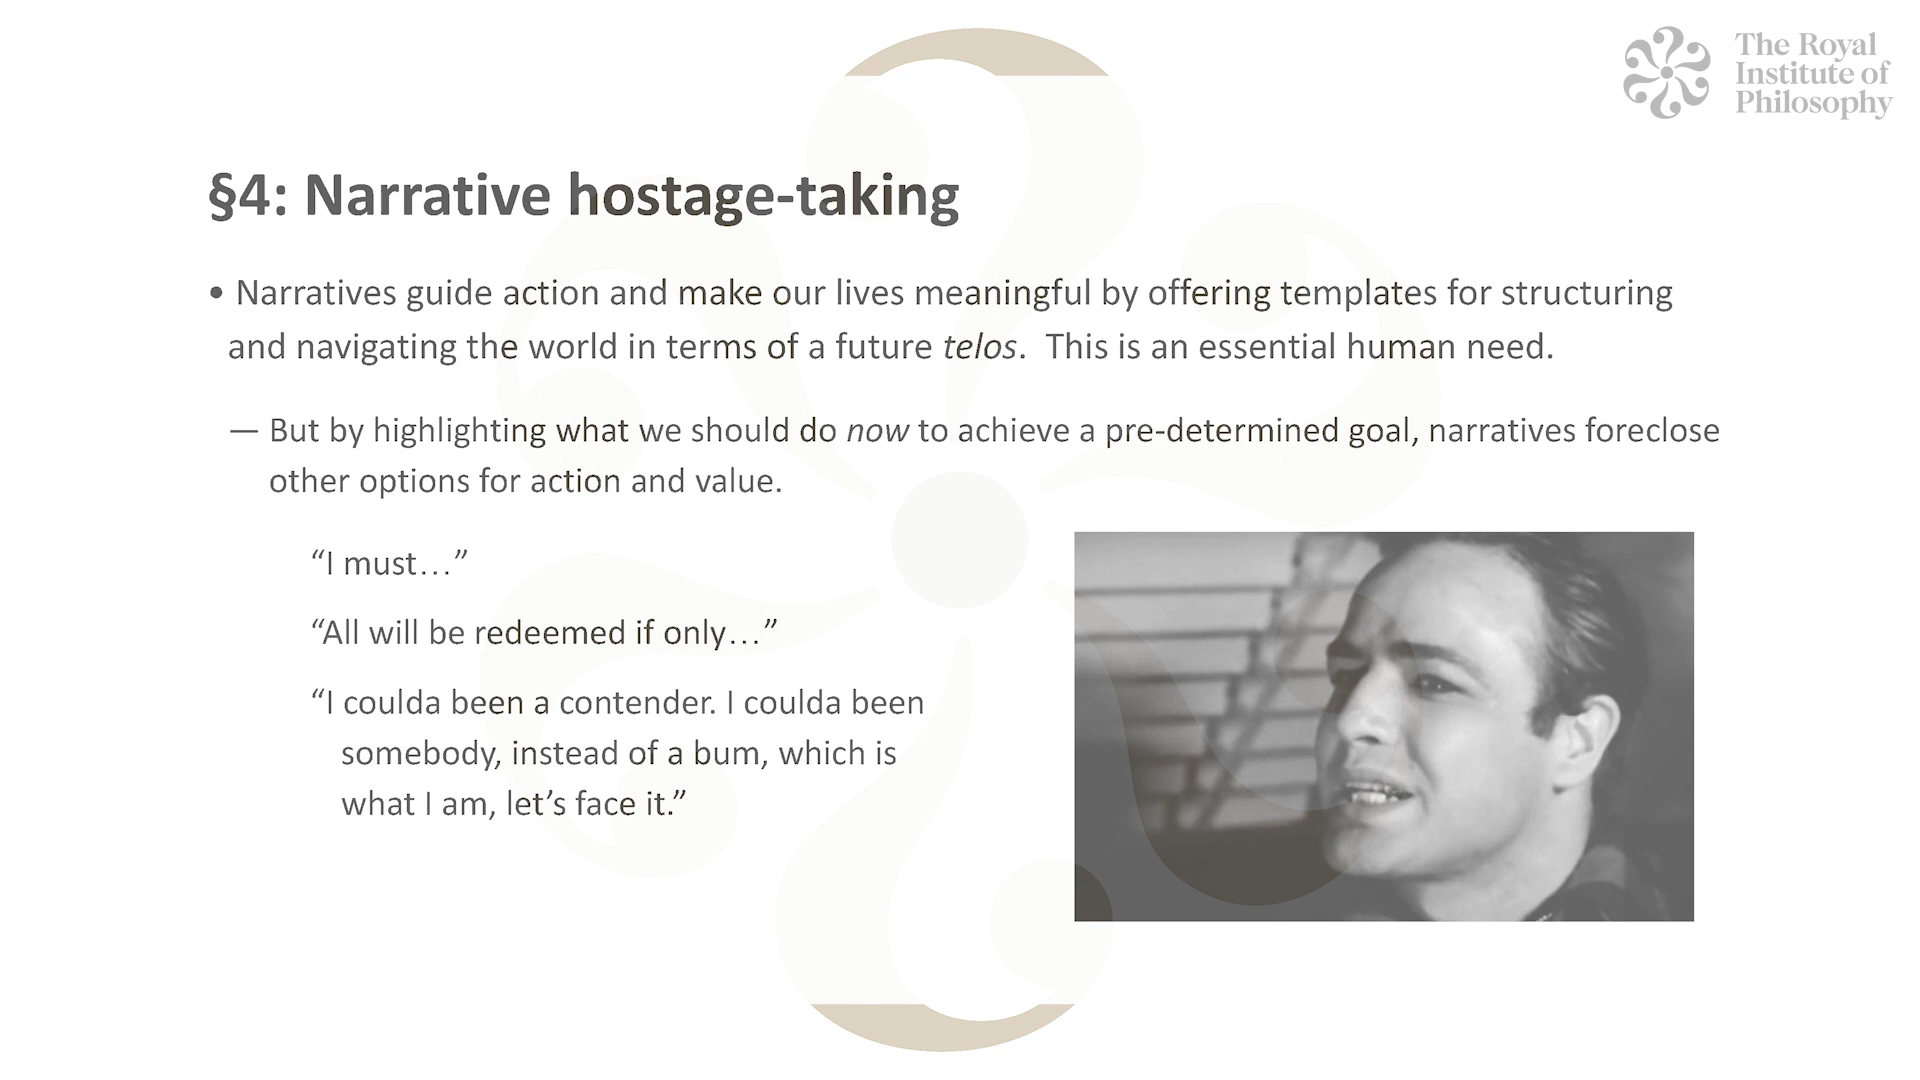 The Royal
Institute of
Philosophy
§4: Narrative hostage-taking
• Narratives guide action and make our lives meaningful by offering templates for structuring
and navigating the world in terms of a future telos. This is an essential human need.
— But by highlighting what we should do now to achieve a pre-determined goal, narratives foreclose
other options for action and value.
“I must…”
“All will be redeemed if only…”
“I coulda been a contender. I coulda been
somebody, instead of a bum, which is
what I am, let’s face it.”